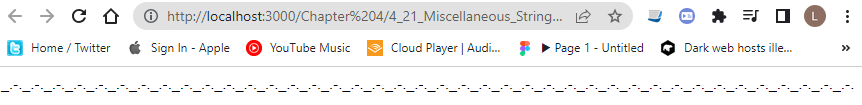 http://localhost:3000/Chapter%204/4_21_Miscellaneous_String...
L
Home / Twitter Sign In - Apple YouTube Music Cloud Player | Audi... ► Page 1 - Untitled Dark web hosts ille...
_.-._.-._.-._.-._.-._.-._.-._.-._.-._.-._.-._.-._.-._.-._.-._.-._.-._.-._.-._.-._.-._.-._.-._.-._.-._.-._.-._.-._.-._.-._.-._.-._.-._.-._.-._.-._.-._.-._.-._.-.